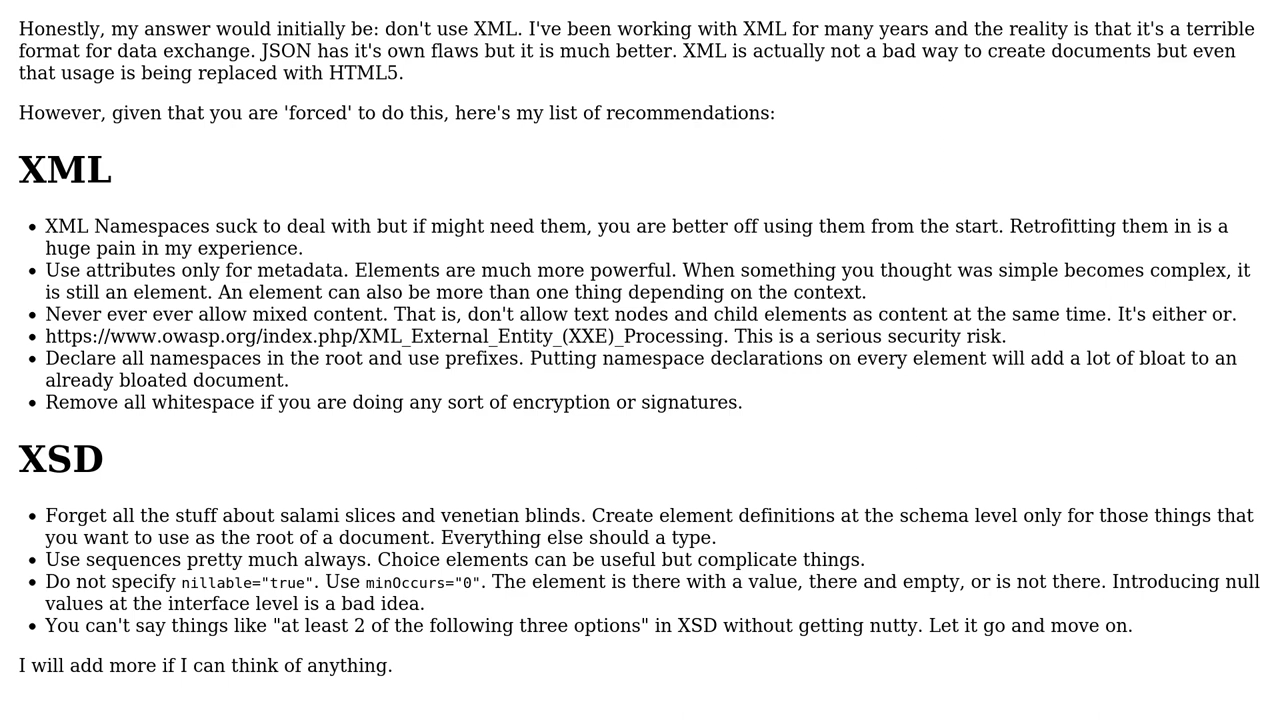 Honestly, my answer would initially be: don't use XML. I've been working with XML for many years and the reality is that it's a terrible
format for data exchange. JSON has it's own flaws but it is much better. XML is actually not a bad way to create documents but even
that usage is being replaced with HTML5.
However, given that you are 'forced' to do this, here's my list of recommendations:
XML
• XML Namespaces suck to deal with but if might need them, you are better off using them from the start. Retrofitting them in is a
huge pain in my experience.
• Use attributes only for metadata. Elements are much more powerful. When something you thought was simple becomes complex, it
is still an element. An element can also be more than one thing depending on the context.
• Never ever ever allow mixed content. That is, don't allow text nodes and child elements as content at the same time. It's either or.
• https://www.owasp.org/index.php/XML_External_Entity_(XXE)_Processing. This is a serious security risk.
• Declare all namespaces in the root and use prefixes. Putting namespace declarations on every element will add a lot of bloat to an
already bloated document.
• Remove all whitespace if you are doing any sort of encryption or signatures.
XSD
• Forget all the stuff about salami slices and venetian blinds. Create element definitions at the schema level only for those things that
you want to use as the root of a document. Everything else should a type.
• Use sequences pretty much always. Choice elements can be useful but complicate things.
• Do not specify nillable="true". Use minOccurs="0". The element is there with a value, there and empty, or is not there. Introducing null
values at the interface level is a bad idea.
• You can't say things like "at least 2 of the following three options" in XSD without getting nutty. Let it go and move on.
I will add more if I can think of anything.